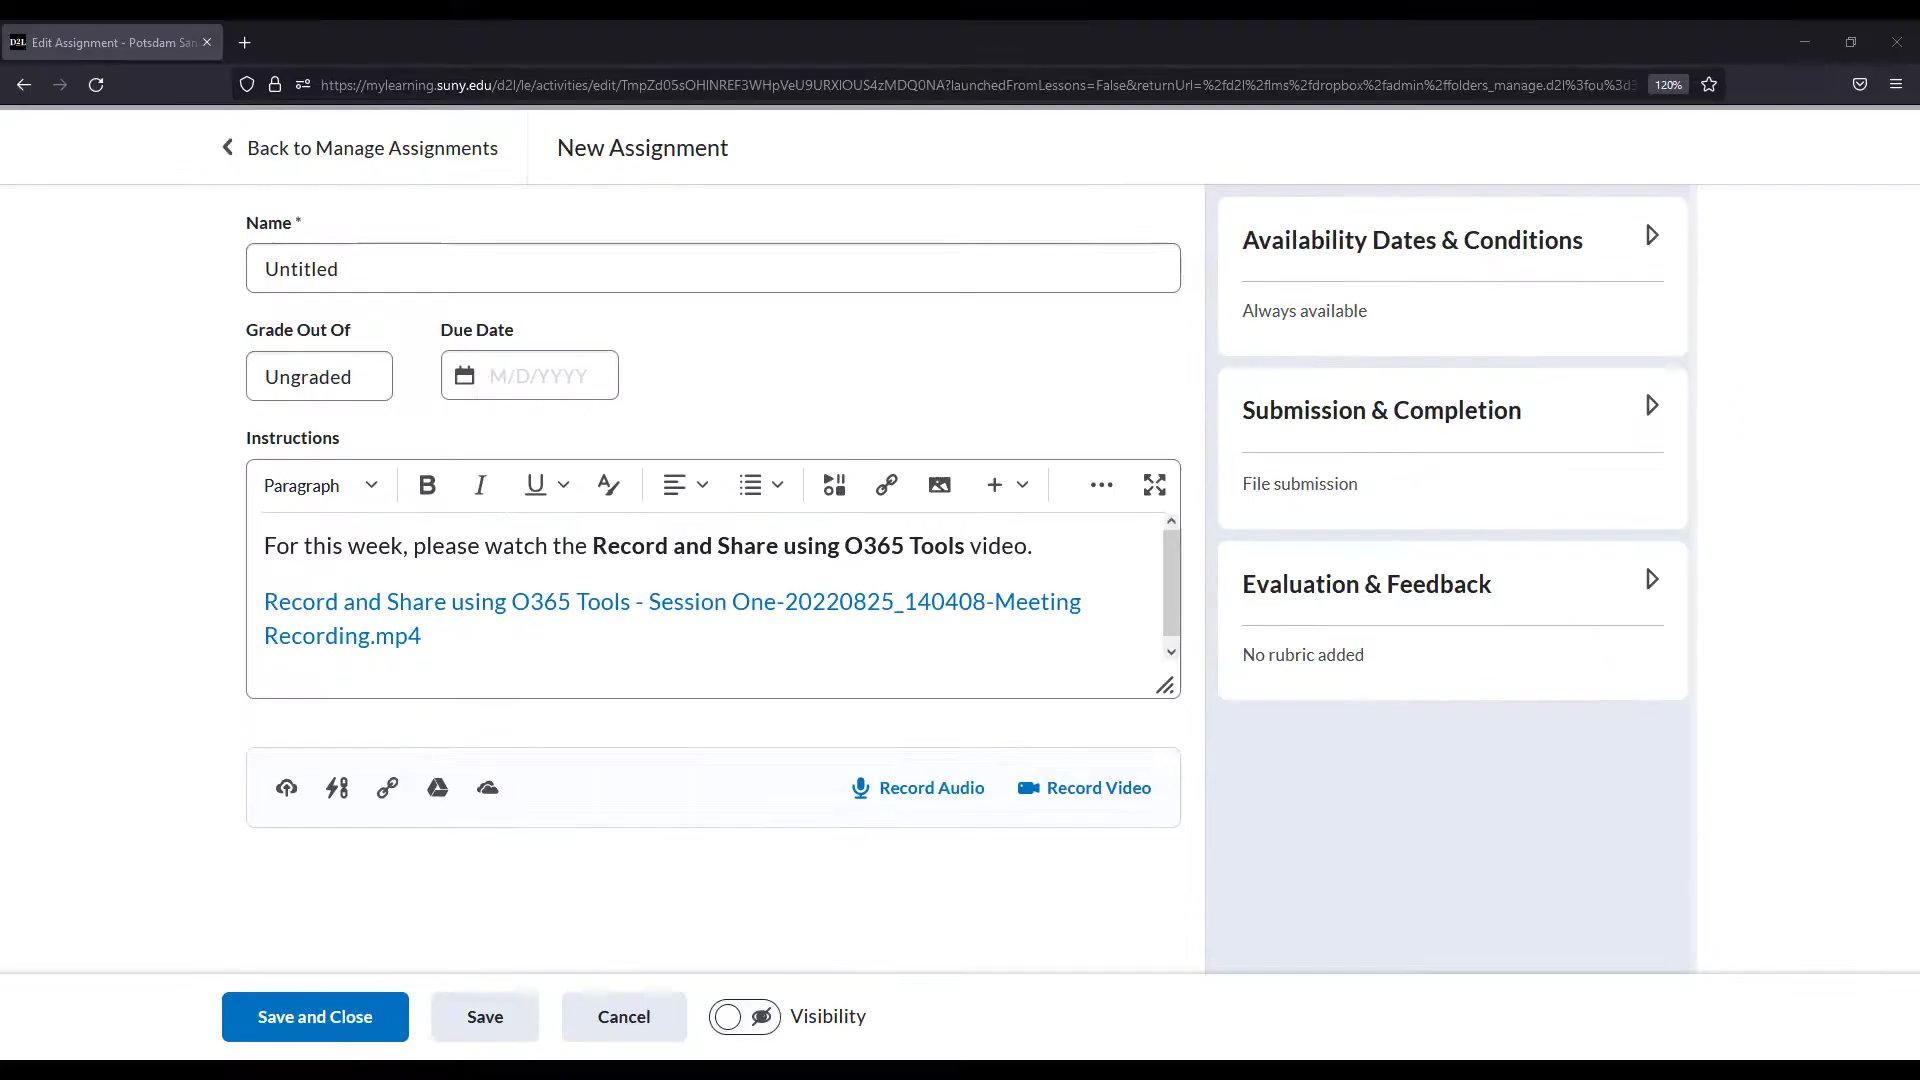 D2L Edit Assignment - Potsdam San
https://mylearning.suny.edu/d2l/le/activities/edit/TmpZd05sOHINREF3WHpVeU9URXlOUS4zMDQ0NA?launchedFromLessons=False&returnUrl=%2fd2l%2flms%2fdropbox%2fadmin%2ffolders_manage.d2l%3fou%3d 120%
Back to Manage Assignments
New Assignment
Name *
Untitled
Grade Out Of
Due Date
Ungraded
M/D/YYYY
Instructions
Paragraph
For this week, please watch the Record and Share using O365 Tools video.
Record and Share using O365 Tools - Session One-20220825_140408-Meeting
Recording.mp4
Record Audio
Record Video
Availability Dates & Conditions
Always available
Submission & Completion
File submission
Evaluation & Feedback
No rubric added
Save and Close
Save
Cancel
Visibility